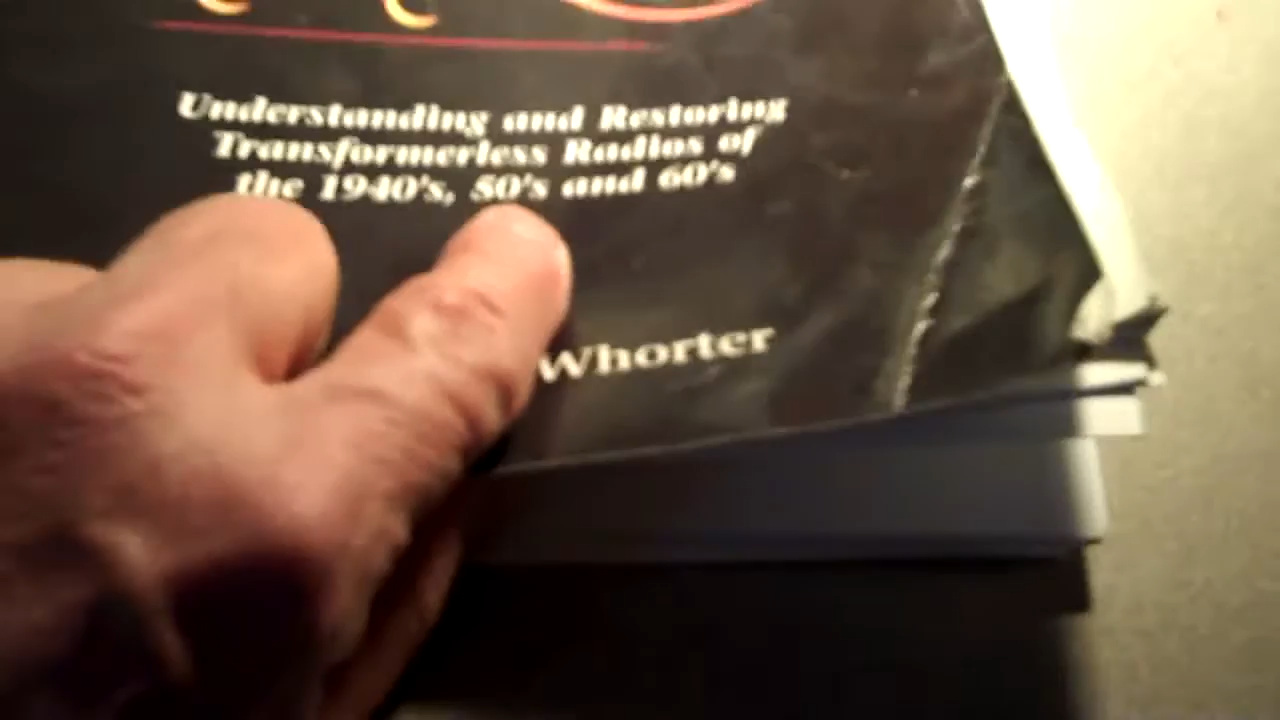 Understanding and Restoring
Transformerless Radios of
the 1940's, 50's and 60's
Whorter